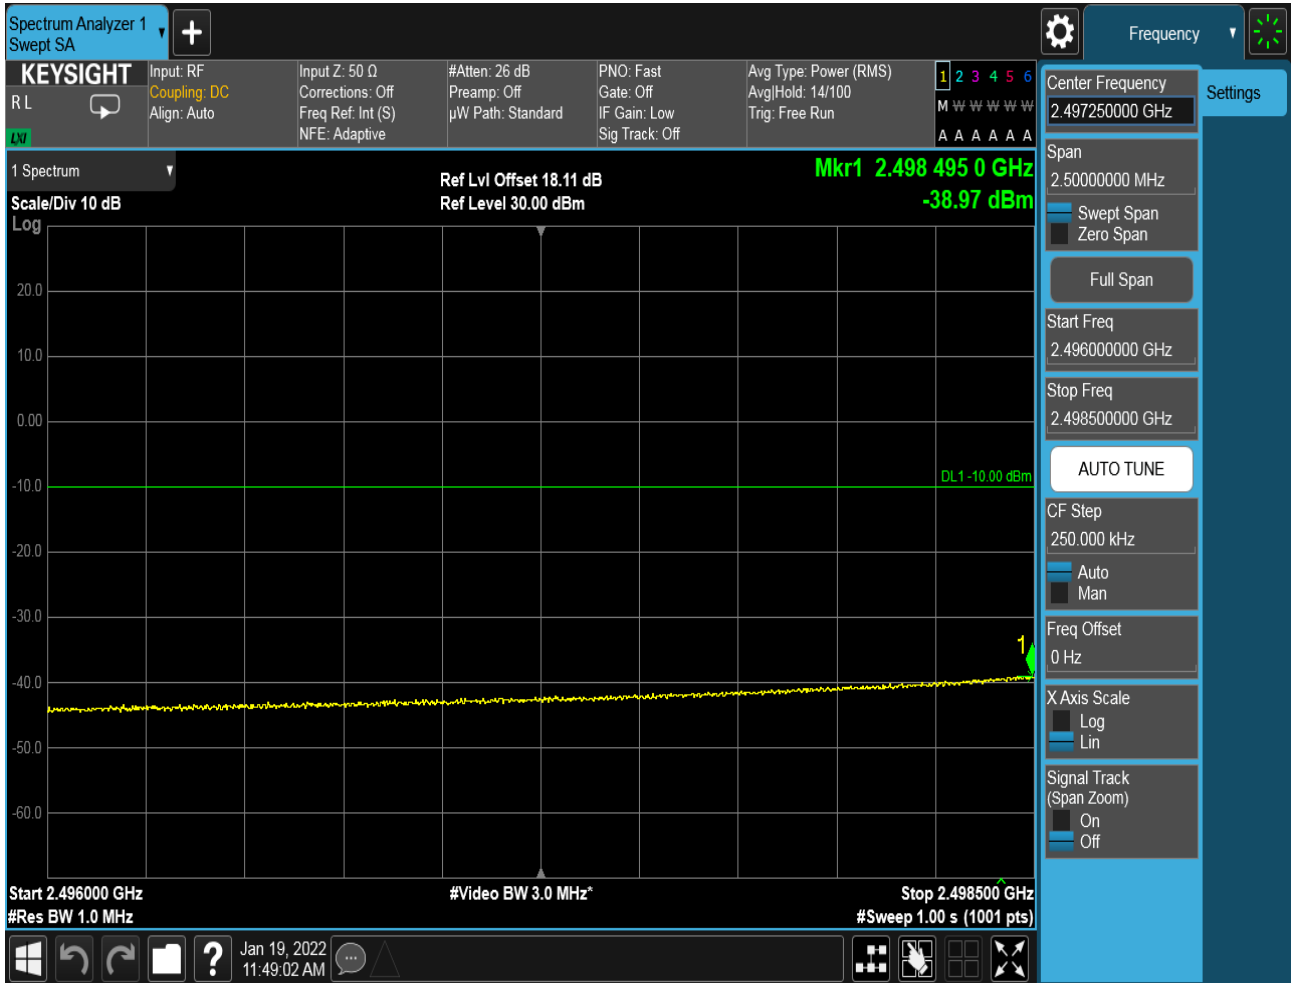 Spectrum Analyzer 1
Swept SA
Frequency
KEYSIGHT
R L
LXI
Input: RF
Coupling: DC
Align: Auto
Input Z: 50 Ω
Corrections: Off
Freq Ref: Int (S)
NFE: Adaptive
#Atten: 26 dB
Preamp: Off
µW Path: Standard
PNO: Fast
Gate: Off
IF Gain: Low
Sig Track: Off
Avg Type: Power (RMS)
Avg|Hold: 14/100
Trig: Free Run
1 2 3 4 5 6
M W W W W W
A A A A A A
1 Spectrum
Scale/Div 10 dB
Log
Ref Lvl Offset 18.11 dB
Ref Level 30.00 dBm
Mkr1 2.498 495 0 GHz
-38.97 dBm
20.0
10.0
0.00
-10.0
-20.0
-30.0
-40.0
-50.0
-60.0
DL1 -10.00 dBm
1
Start 2.496000 GHz
#Res BW 1.0 MHz
#Video BW 3.0 MHz*
Stop 2.498500 GHz
#Sweep 1.00 s (1001 pts)
Jan 19, 2022
11:49:02 AM
Center Frequency
2.497250000 GHz
Settings
Span
2.50000000 MHz
Swept Span
Zero Span
Full Span
Start Freq
2.496000000 GHz
Stop Freq
2.498500000 GHz
AUTO TUNE
CF Step
250.000 kHz
Auto
Man
Freq Offset
0 Hz
X Axis Scale
Log
Lin
Signal Track
(Span Zoom)
On
Off